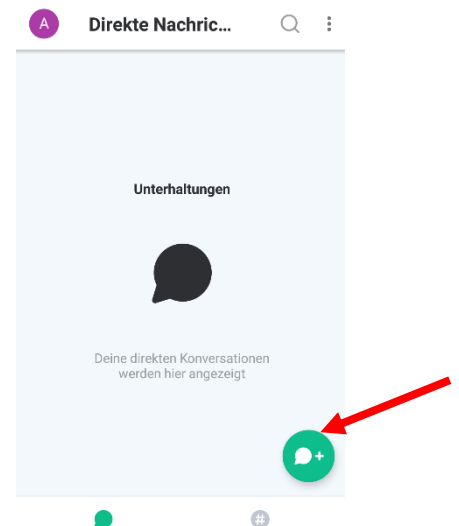 A
Direkte Nachric...
Unterhaltungen
Deine direkten Konversationen
werden hier angezeigt
+
#